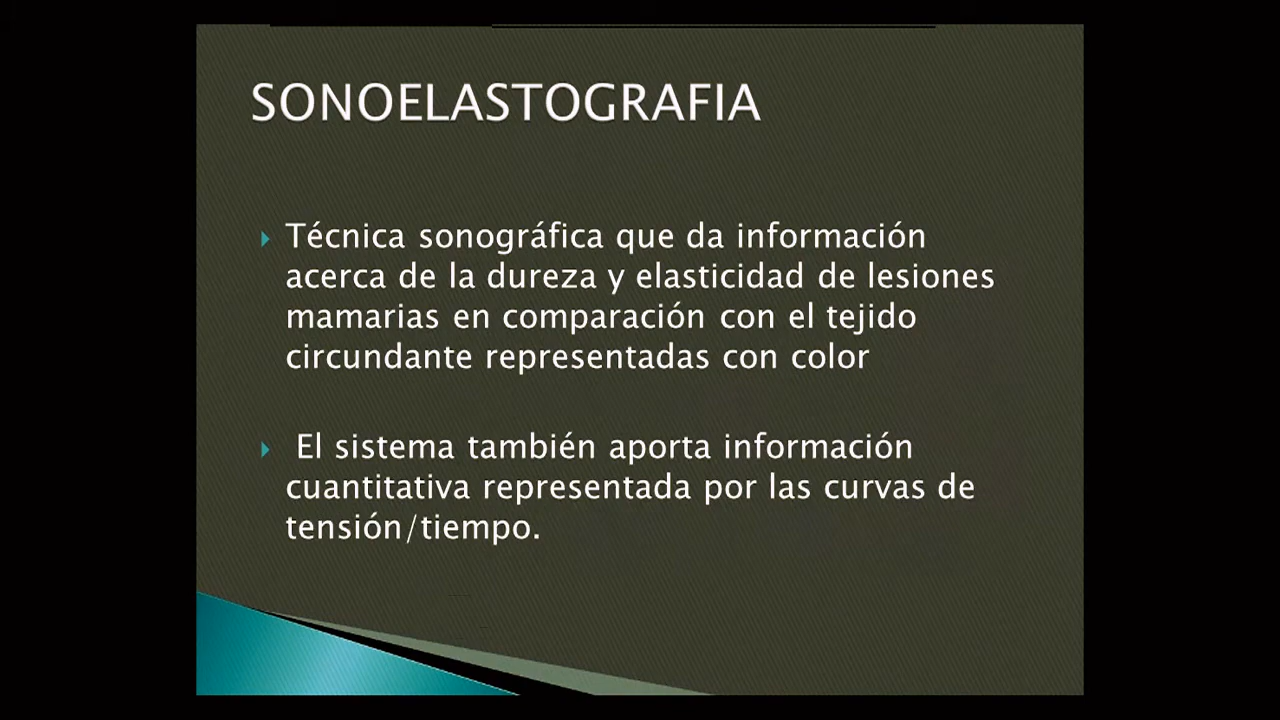 SONOELASTOGRAFIA
Técnica sonográfica que da información
acerca de la dureza y elasticidad de lesiones
mamarias en comparación con el tejido
circundante representadas con color
El sistema también aporta información
cuantitativa representada por las curvas de
tensión/tiempo.